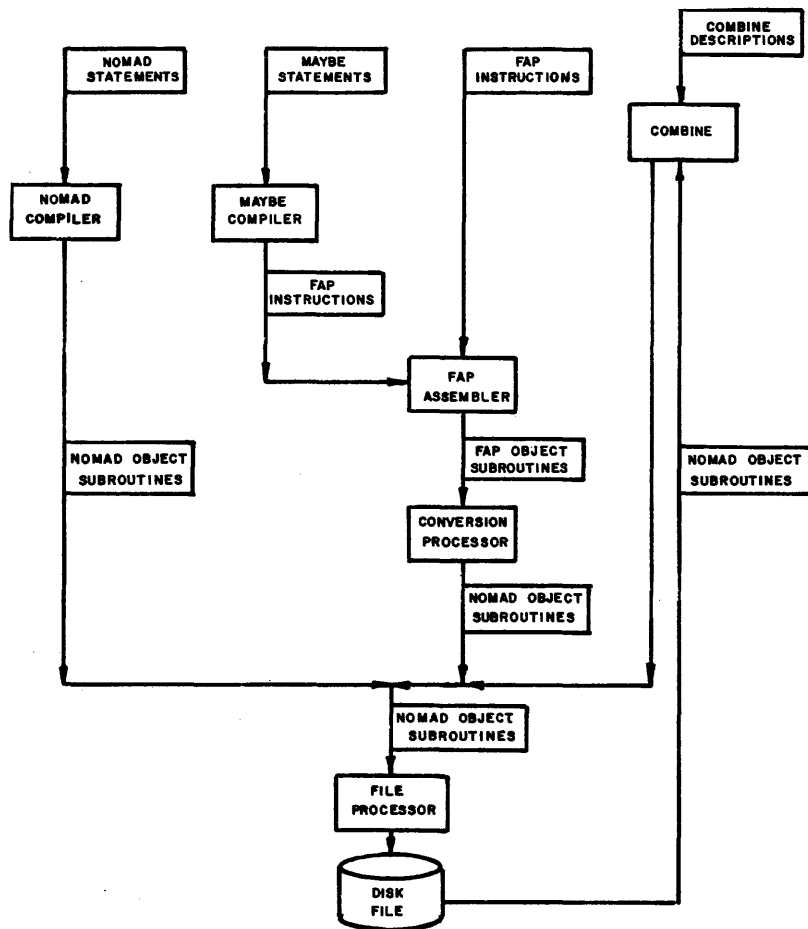 COMBINE
DESCRIPTIONS
NOMAD
STATEMENTS
MAYBE
STATEMENTS
FAP
INSTRUCTIONS
COMBINE
NOMAD
COMPILER
MAYBE
COMPILER
FAP
INSTRUCTIONS
FAP
ASSEMBLER
NOMAD OBJECT
SUBROUTINES
FAP OBJECT
SUBROUTINES
NOMAD OBJECT
SUBROUTINES
CONVERSION
PROCESSOR
NOMAD OBJECT
SUBROUTINES
NOMAD OBJECT
SUBROUTINES
FILE
PROCESSOR
DISK
FILE